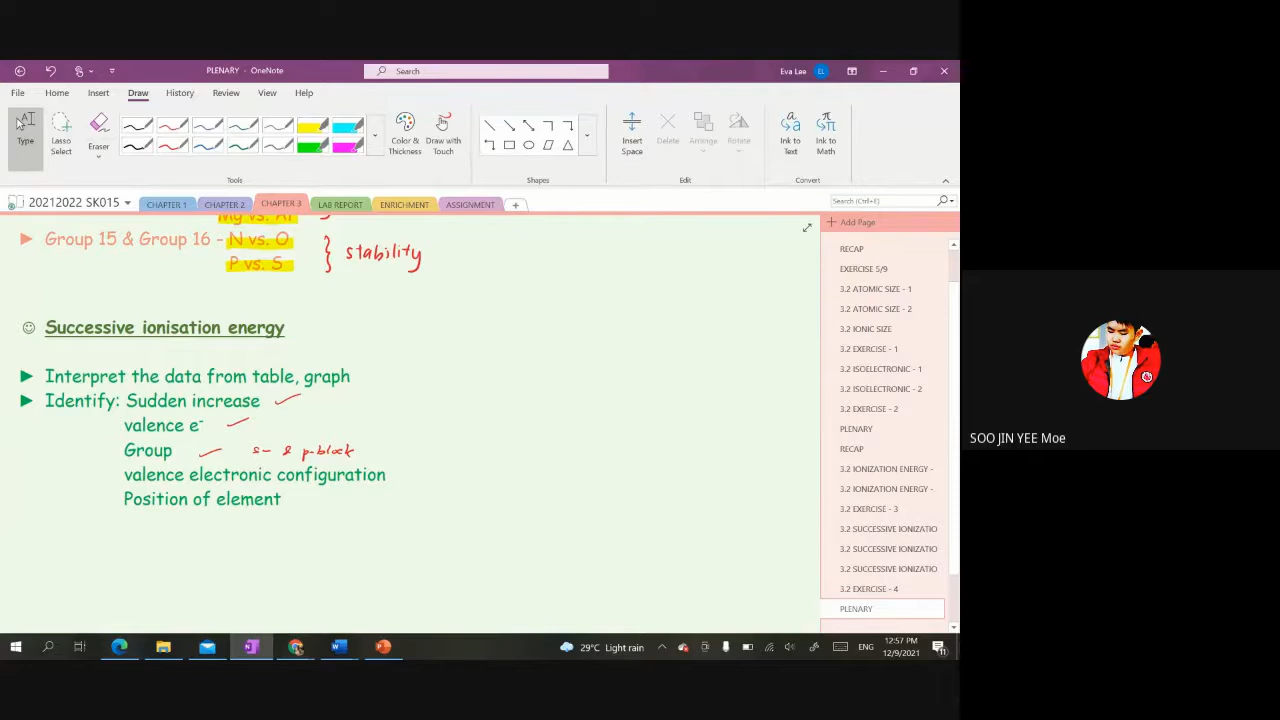 PLENARY - OneNote
Search
Eva Lee EL
File Home Insert Draw History Review View Help
Type
Lasso Select
Eraser
Color & Thickness
Draw with Touch
Insert Space
Delete
Arrange
Rotate
Ink to Text
Ink to Math
Tools
Shapes
Edit
Convert
20212022 SK015
CHAPTER 1
CHAPTER 2
CHAPTER 3
LAB REPORT
ENRICHMENT
ASSIGNMENT
Search (Ctrl+E)
Mg vs. Al
Group 15 & Group 16 - N vs. O
P vs. S
stability
Successive ionisation energy
Interpret the data from table, graph
Identify: Sudden increase
valence e-
Group s- & p-block
valence electronic configuration
Position of element
Add Page
RECAP
EXERCISE 5/9
3.2 ATOMIC SIZE - 1
3.2 ATOMIC SIZE - 2
3.2 IONIC SIZE
3.2 EXERCISE - 1
3.2 ISOELECTRONIC - 1
3.2 ISOELECTRONIC - 2
3.2 EXERCISE - 2
PLENARY
RECAP
3.2 IONIZATION ENERGY -
3.2 IONIZATION ENERGY -
3.2 EXERCISE - 3
3.2 SUCCESSIVE IONIZATIO
3.2 SUCCESSIVE IONIZATIO
3.2 SUCCESSIVE IONIZATIO
3.2 EXERCISE - 4
PLENARY
SOO JIN YEE Moe
29°C Light rain
ENG
12:57 PM
12/9/2021
11